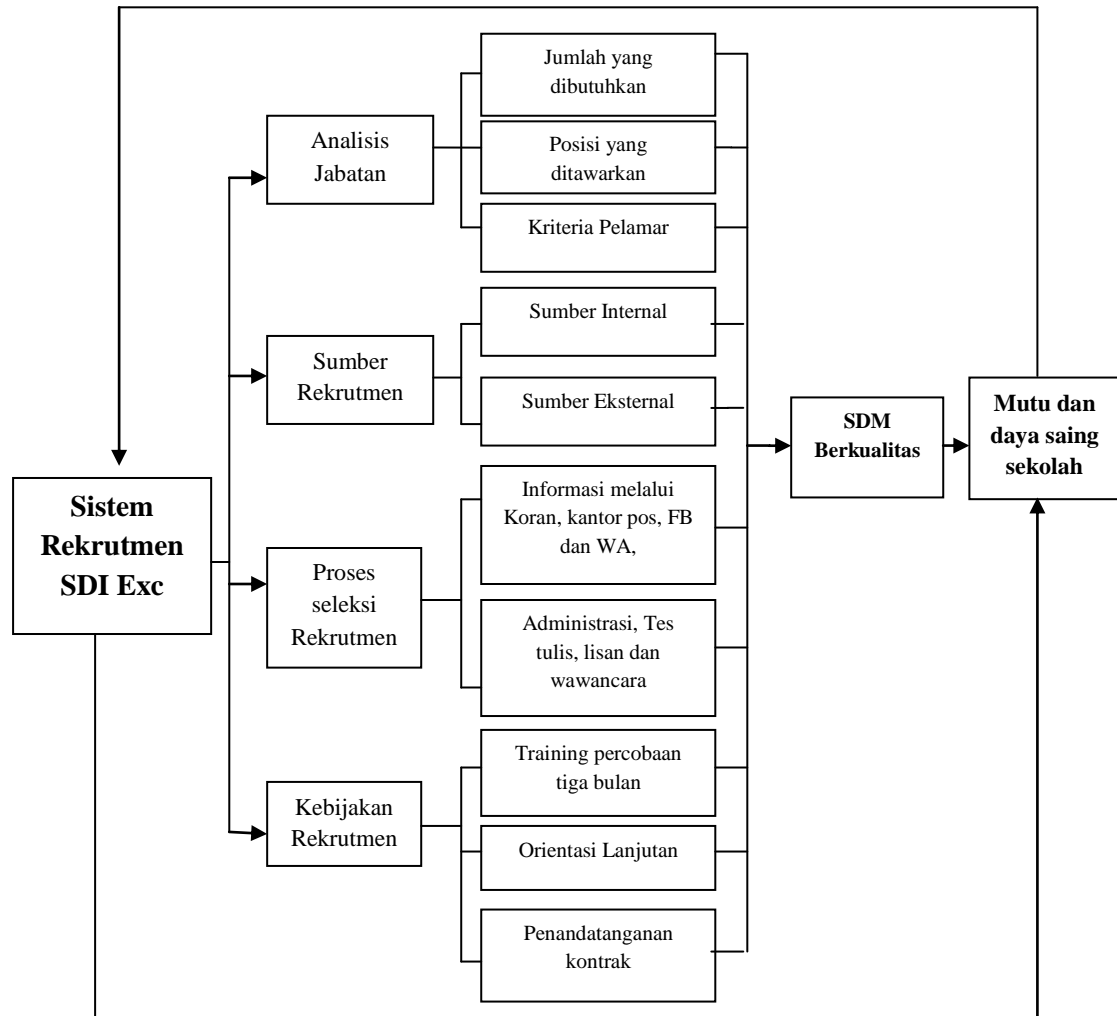 Sistem
Rekrutmen
SDI Exc
Analisis
Jabatan
Jumlah yang
dibutuhkan
Posisi yang
ditawarkan
Kriteria Pelamar
Sumber
Rekrutmen
Sumber Internal
Sumber Eksternal
Proses
seleksi
Rekrutmen
Informasi melalui
Koran, kantor pos, FB
dan WA,
Administrasi, Tes
tulis, lisan dan
wawancara
Kebijakan
Rekrutmen
Training percobaan
tiga bulan
Orientasi Lanjutan
Penandatanganan
kontrak
SDM
Berkualitas
Mutu dan
daya saing
sekolah